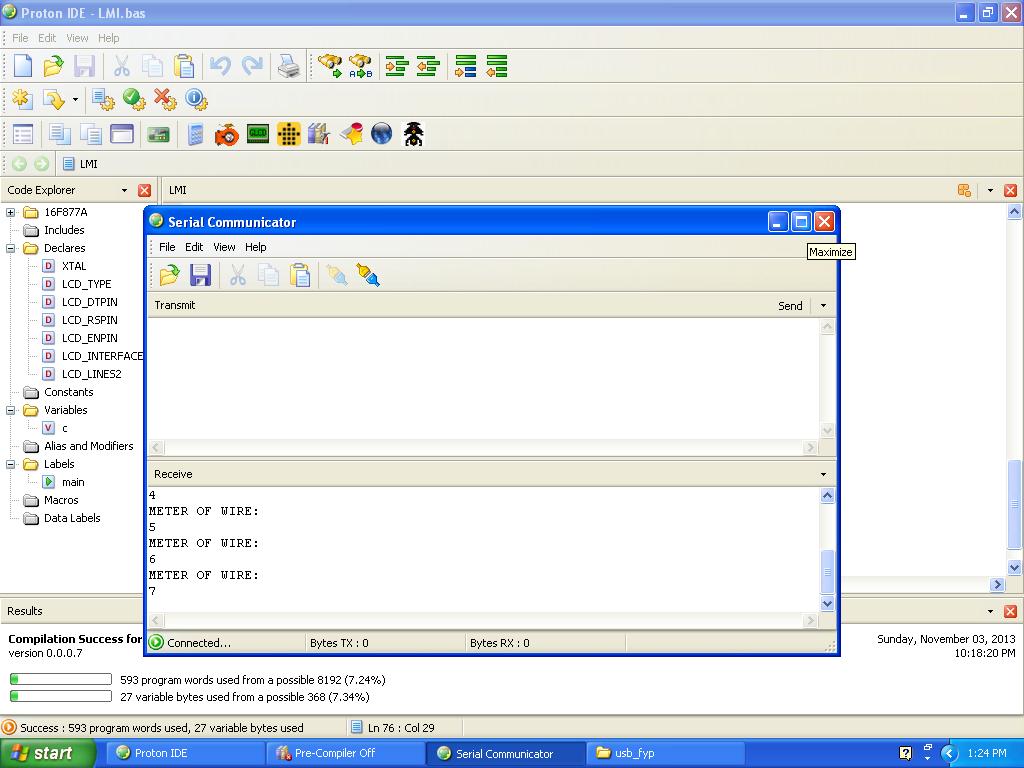 Proton IDE - LMI.bas
File Edit View Help
LMI
Code Explorer
LMI
16F877A
Includes
Declares
XTAL
LCD_TYPE
LCD_DTPIN
LCD_RSPIN
LCD_ENPIN
LCD_INTERFACE
LCD_LINES2
Constants
Variables
c
Alias and Modifiers
Labels
main
Macros
Data Labels
Serial Communicator
File Edit View Help
Maximize
Transmit Send
Receive
4
METER OF WIRE:
5
METER OF WIRE:
6
METER OF WIRE:
7
Connected... Bytes TX : 0 Bytes RX : 0
Results
Compilation Success for
version 0.0.0.7
Sunday, November 03, 2013
10:18:20 PM
593 program words used from a possible 8192 (7.24%)
27 variable bytes used from a possible 368 (7.34%)
Success : 593 program words used, 27 variable bytes used Ln 76 : Col 29
start Proton IDE Pre-Compiler Off Serial Communicator usb_fyp 1:24 PM